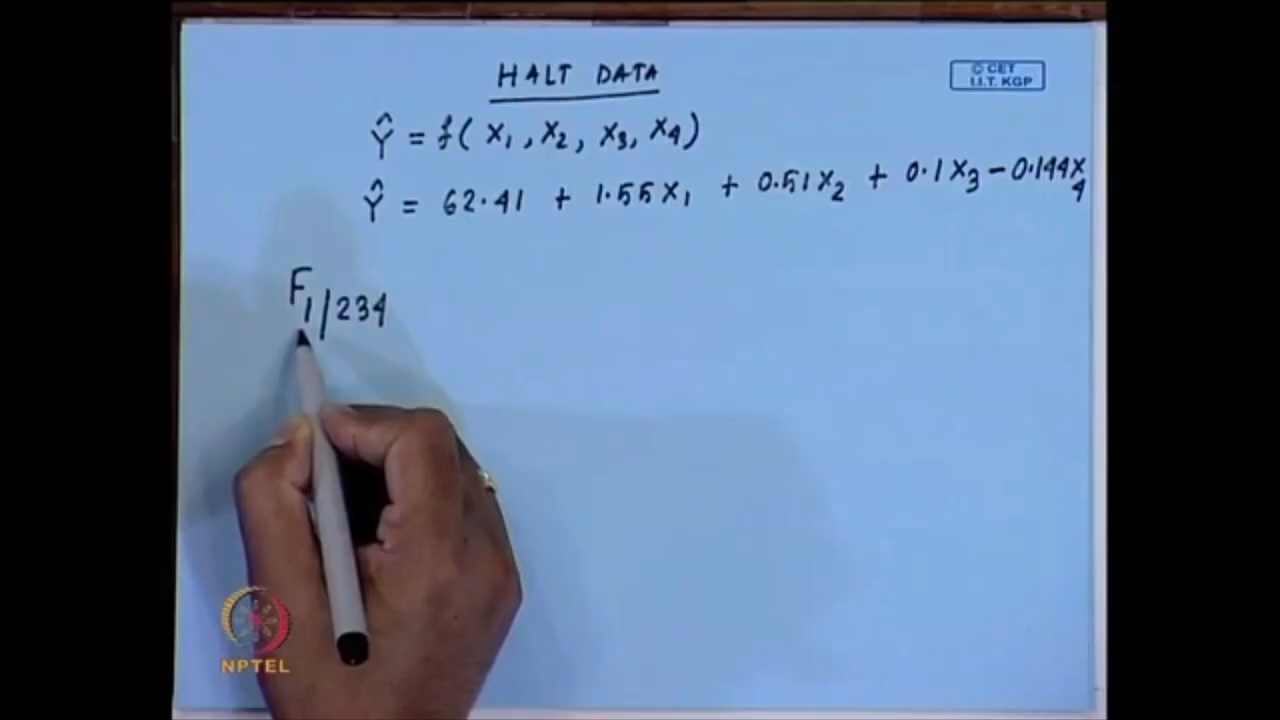 HALT DATA
© CET
I.I.T. KGP
Ŷ = f( X₁ , X₂ , X₃, X₄ )
Ŷ = 62.41 + 1.55 X₁ + 0.51 X₂ + 0.1 X₃ - 0.144 X₄
F₁/₂₃₄
NPTEL